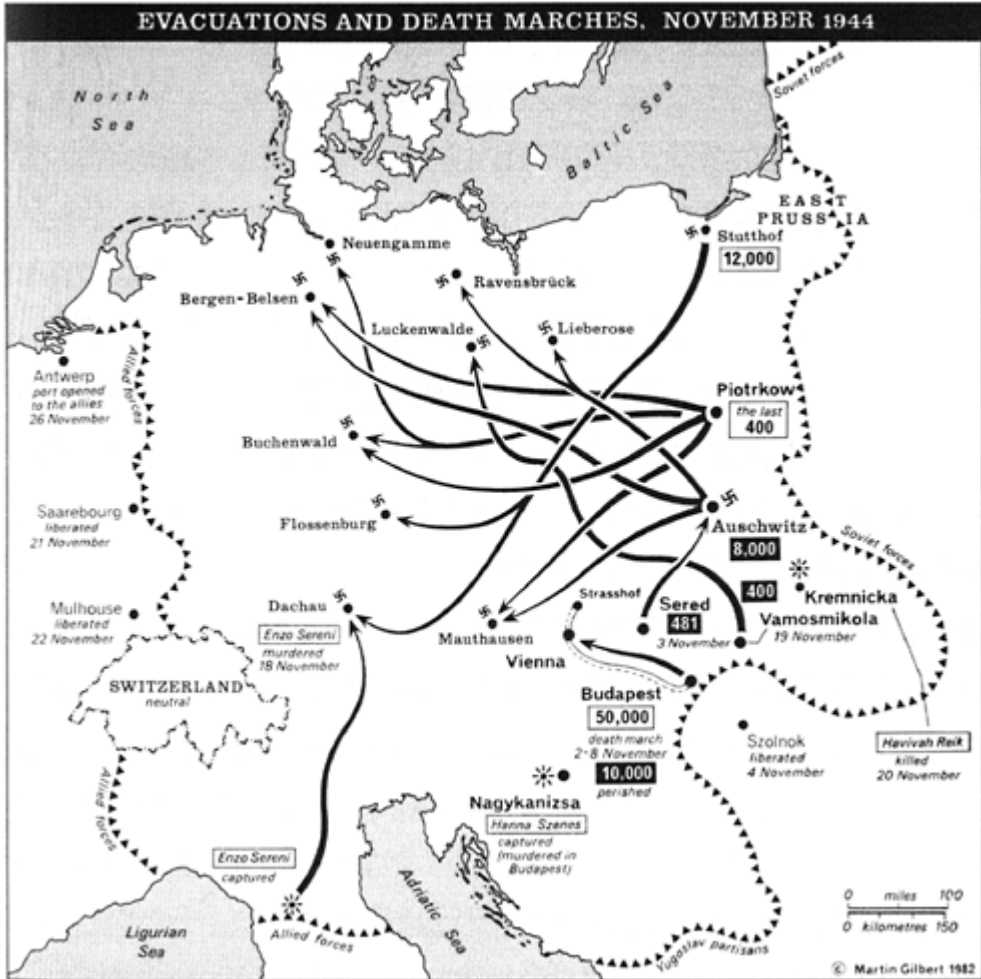 EVACUATIONS AND DEATH MARCHES, NOVEMBER 1944
North
Sea
Baltic Sea
Soviet forces
EAST
PRUSSIA
Stutthof
12,000
Neuengamme
Ravensbrück
Bergen-Belsen
Luckenwalde
Lieberose
Allied forces
Antwerp
port opened
to the allies
26 November
Piotrkow
the last
400
Buchenwald
Saarebourg
liberated
21 November
Flossenburg
Auschwitz
8,000
Soviet forces
400
Kremnicka
Strasshof
Sered
481
3 November
Vamosmikola
19 November
Mulhouse
liberated
22 November
Dachau
Enzo Sereni
murdered
18 November
Mauthausen
Vienna
SWITZERLAND
neutral
Budapest
50,000
death march
2-8 November
10,000
perished
Szolnok
liberated
4 November
Havivah Reik
killed
20 November
Nagykanizsa
Hanna Szenes
captured
(murdered in
Budapest)
Allied forces
Enzo Sereni
captured
Adriatic
Sea
Ligurian
Sea
Allied forces
Yugoslav partisans
0 miles 100
0 kilometres 150
© Martin Gilbert 1982